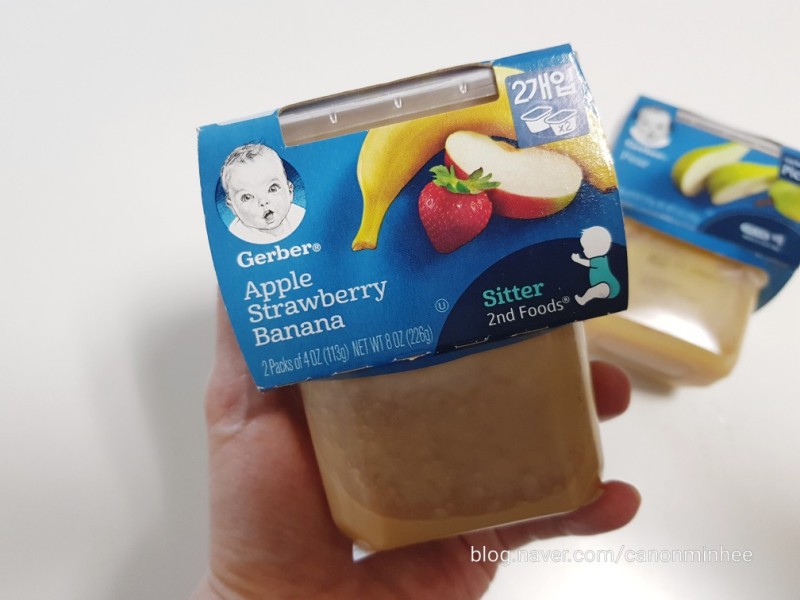 2개입
x2
Gerber®
Apple
Strawberry
Banana
Sitter
2nd Foods®
U
2 Packs of 4 OZ (113g) NET WT 8 OZ (226g)
blog.naver.com/canonminhee